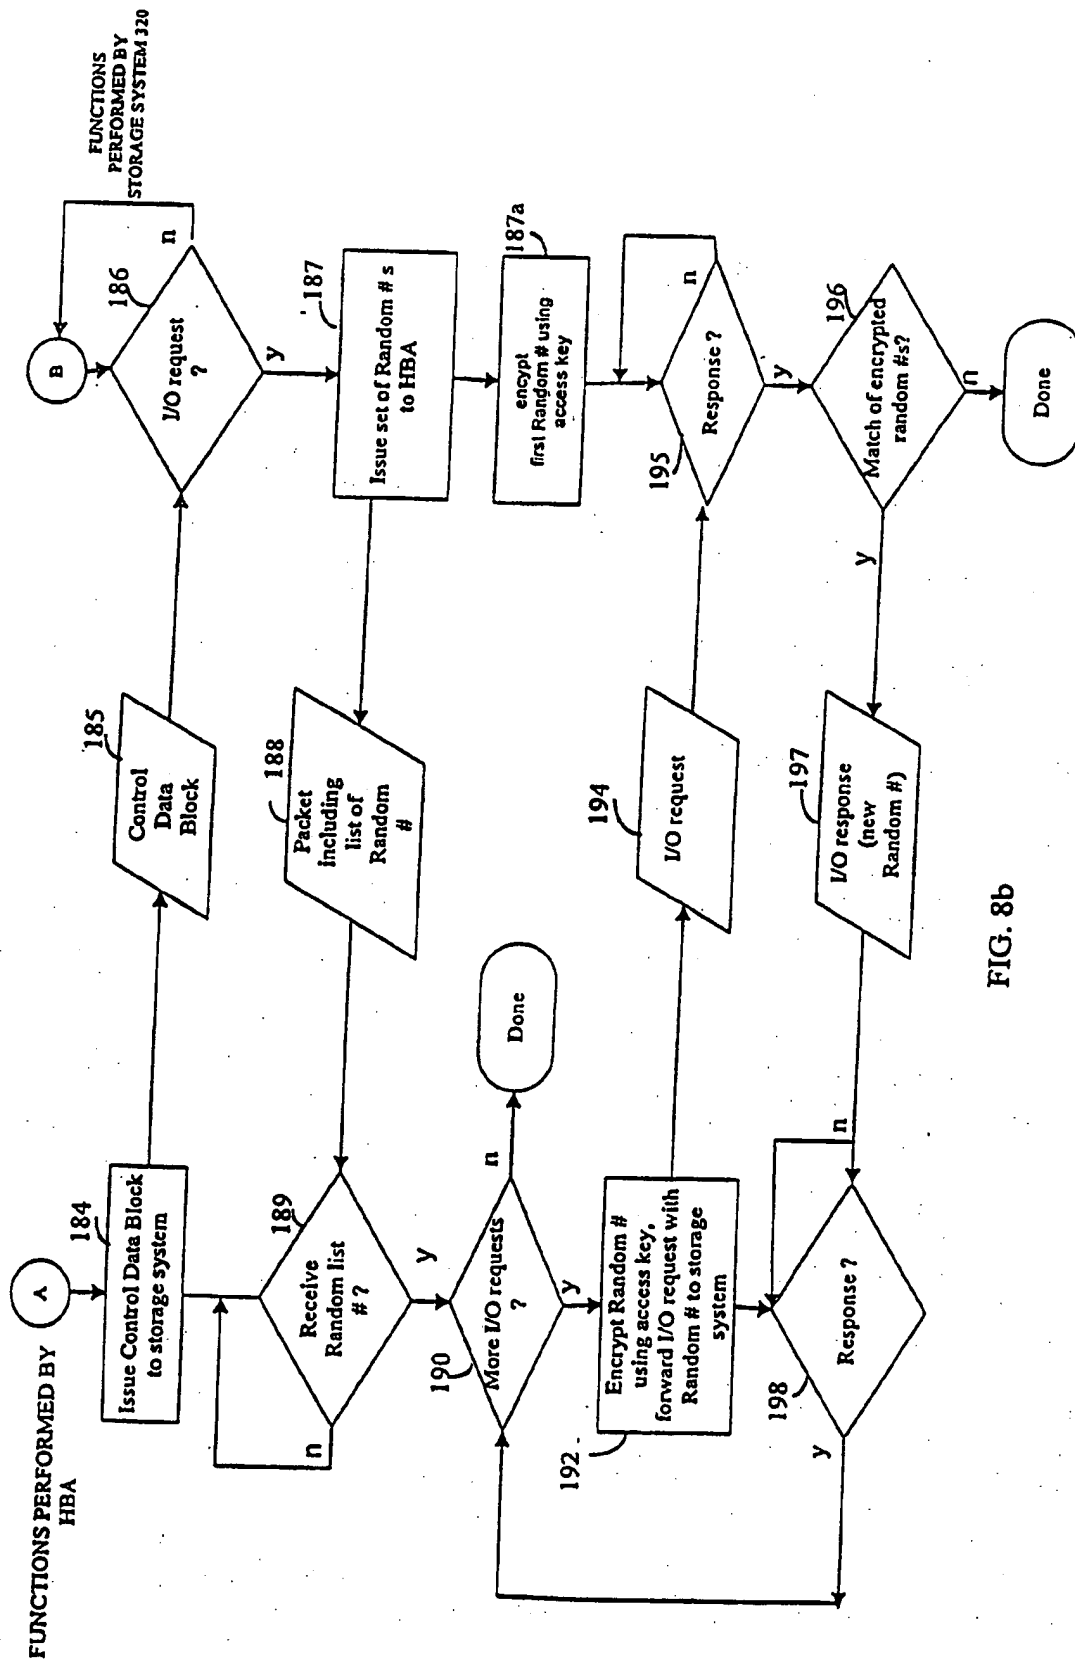 FUNCTIONS PERFORMED BY
HBA
A
184
Issue Control Data Block
to storage system
185
Control
Data
Block
FUNCTIONS
PERFORMED BY
STORAGE SYSTEM 320
B
186
I/O request
?
n
y
187
Issue set of Random # s
to HBA
188
Packet
including
list of
Random
#
189
Receive
Random list
# ?
n
y
187a
encypt
first Random # using
access key
190
More I/O requests
?
n
Done
y
192
Encrypt Random #
using access key,
forward I/O request with
Random # to storage
system
194
I/O request
195
Response ?
n
y
196
Match of encrypted
random #s?
n
Done
y
197
I/O response
(new
Random #)
n
198
Response ?
y
FIG. 8b